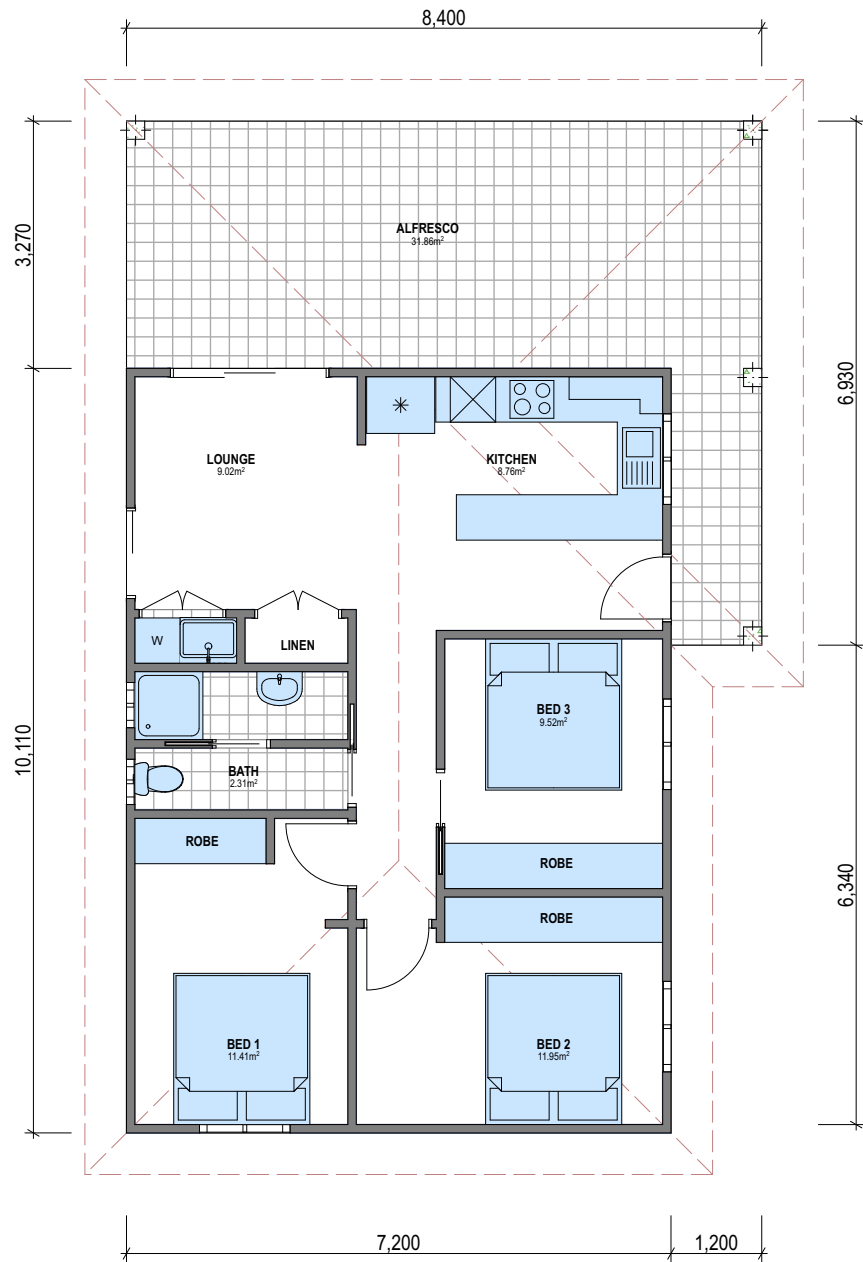 8,400
3,270
ALFRESCO
31.86m²
6,930
LOUNGE
9.02m²
KITCHEN
8.76m²
W
LINEN
BED 3
9.52m²
10,110
BATH
2.31m²
ROBE
ROBE
6,340
ROBE
BED 1
11.41m²
BED 2
11.95m²
7,200
1,200